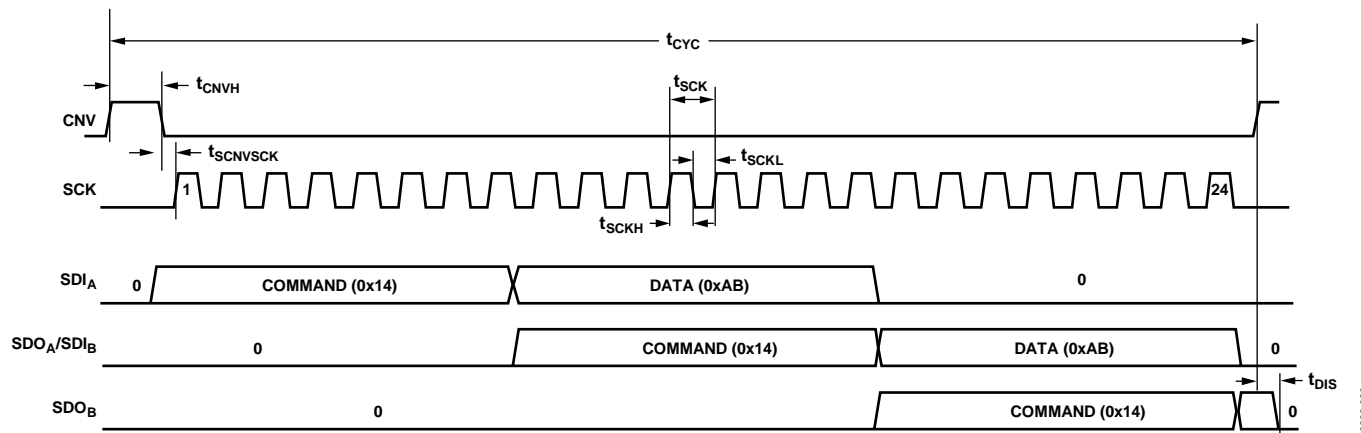 tCYC
tCNVH
tSCK
CNV
tSCNVSCK
tSCKL
SCK
1
24
tSCKH
SDIA
0
COMMAND (0x14)
DATA (0xAB)
0
SDOA/SDIB
0
COMMAND (0x14)
DATA (0xAB)
0
tDIS
SDOB
0
COMMAND (0x14)
0